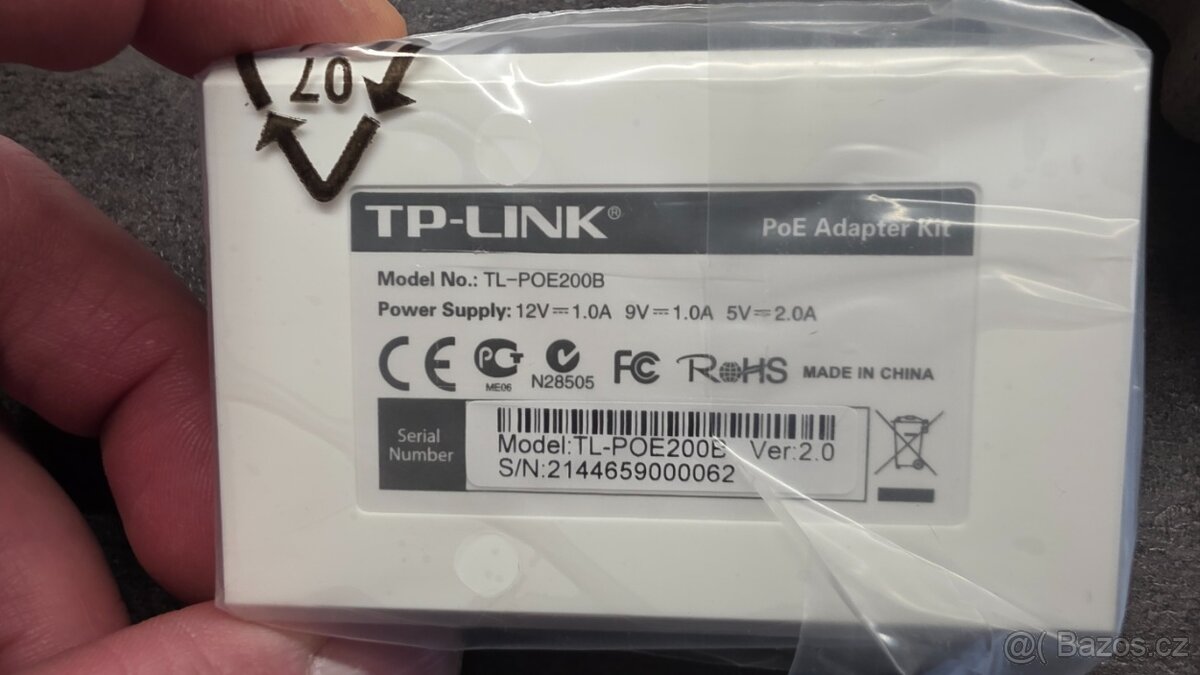 07
TP-LINK®
PoE Adapter Kit
Model No.: TL-POE200B
Power Supply: 12V⎓1.0A 9V⎓1.0A 5V⎓2.0A
CE PCT ME06 N28505 FC RoHS MADE IN CHINA
Serial
Number
Model:TL-POE200B Ver:2.0
S/N:2144659000062
@( Bazos.cz